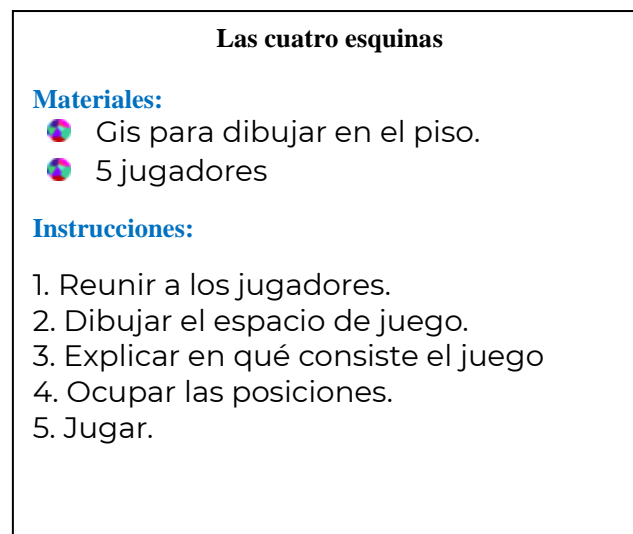 Las cuatro esquinas
Materiales:
Gis para dibujar en el piso.
5 jugadores
Instrucciones:
1. Reunir a los jugadores.
2. Dibujar el espacio de juego.
3. Explicar en qué consiste el juego
4. Ocupar las posiciones.
5. Jugar.